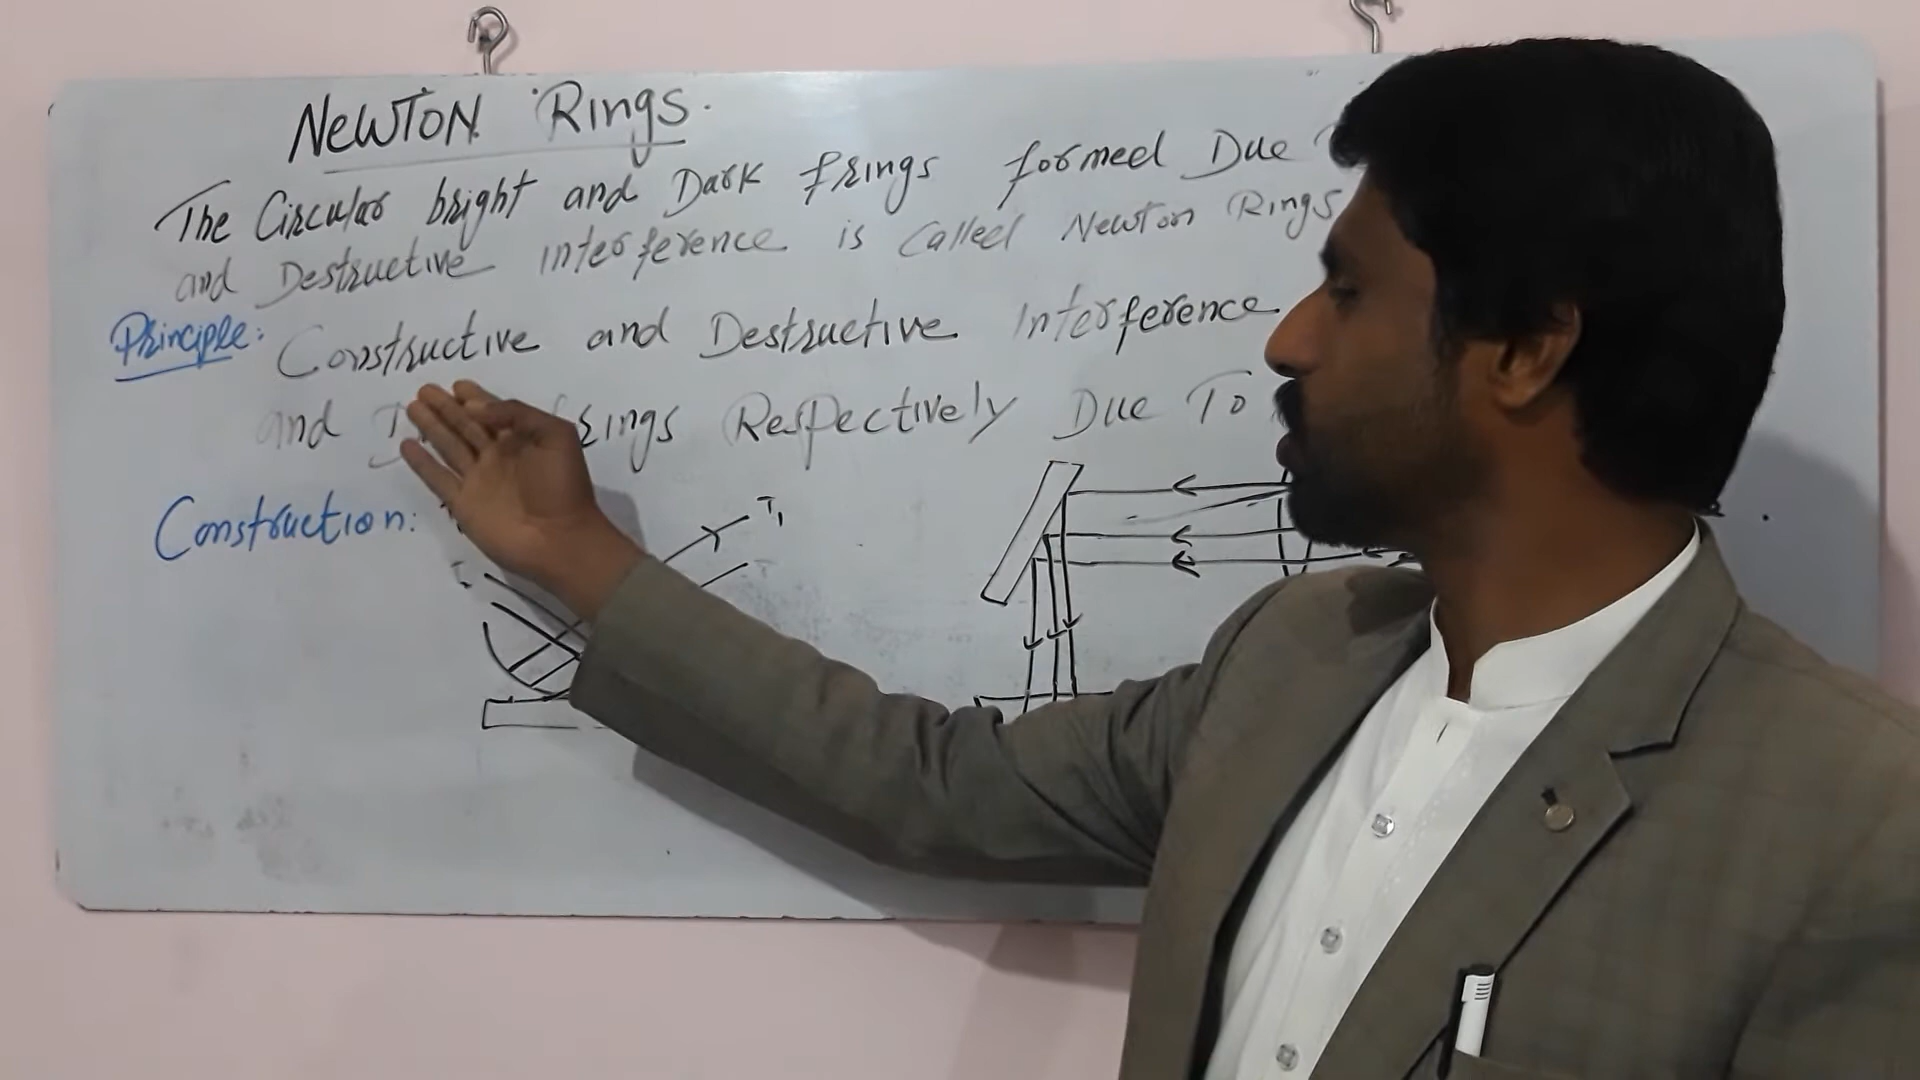 NEWTON Rings.
The Circular bright and Dark frings formed Due
and Destructive interference is called Newton Rings
Principle: Constructive and Destructive Interference
and rings Respectively Due To
Construction:
T₁